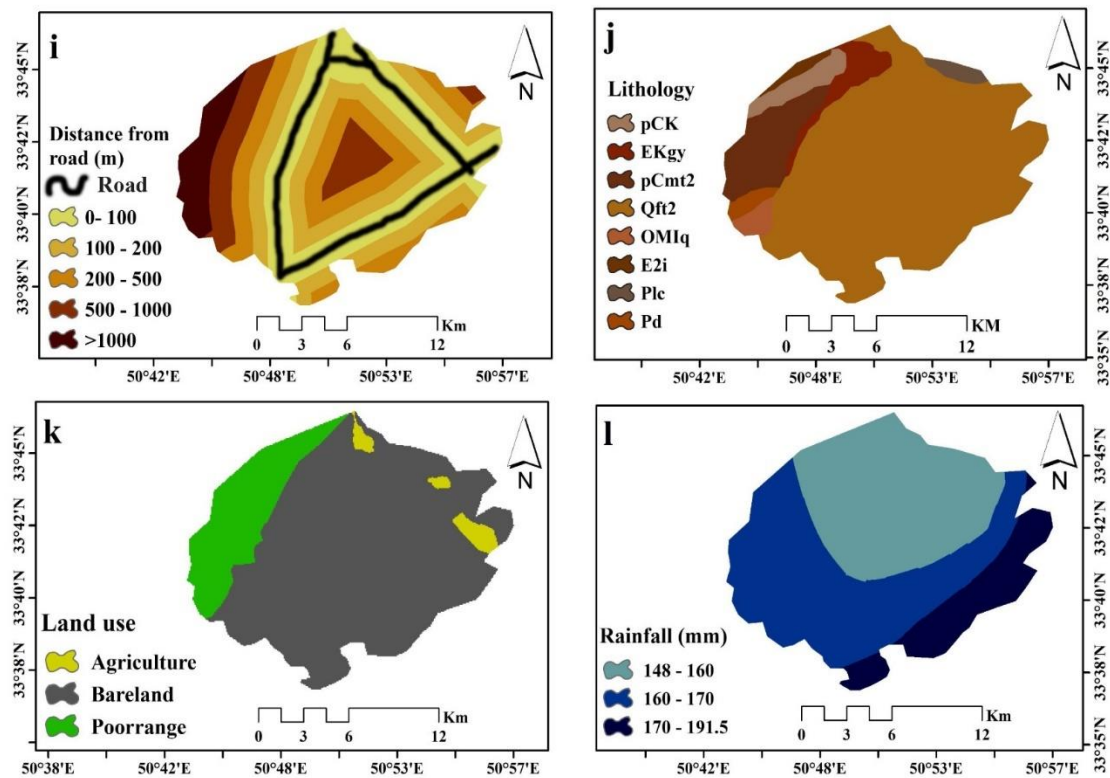 i
N
Distance from
road (m)
Road
0- 100
100 - 200
200 - 500
500 - 1000
>1000
Km
0 3 6 12
33°45'N
33°42'N
33°40'N
33°38'N
50°42'E 50°48'E 50°53'E 50°57'E
j
N
Lithology
pCK
EKgy
pCmt2
Qft2
OMlq
E2i
Plc
Pd
KM
0 3 6 12
33°45'N
33°42'N
33°40'N
33°38'N
33°35'N
50°42'E 50°48'E 50°53'E 50°57'E
k
N
Land use
Agriculture
Bareland
Poorrange
Km
0 3 6 12
33°45'N
33°42'N
33°40'N
33°38'N
50°38'E 50°42'E 50°48'E 50°53'E 50°57'E
l
N
Rainfall (mm)
148 - 160
160 - 170
170 - 191.5
Km
0 3 6 12
33°45'N
33°42'N
33°40'N
33°38'N
33°35'N
50°42'E 50°48'E 50°53'E 50°57'E